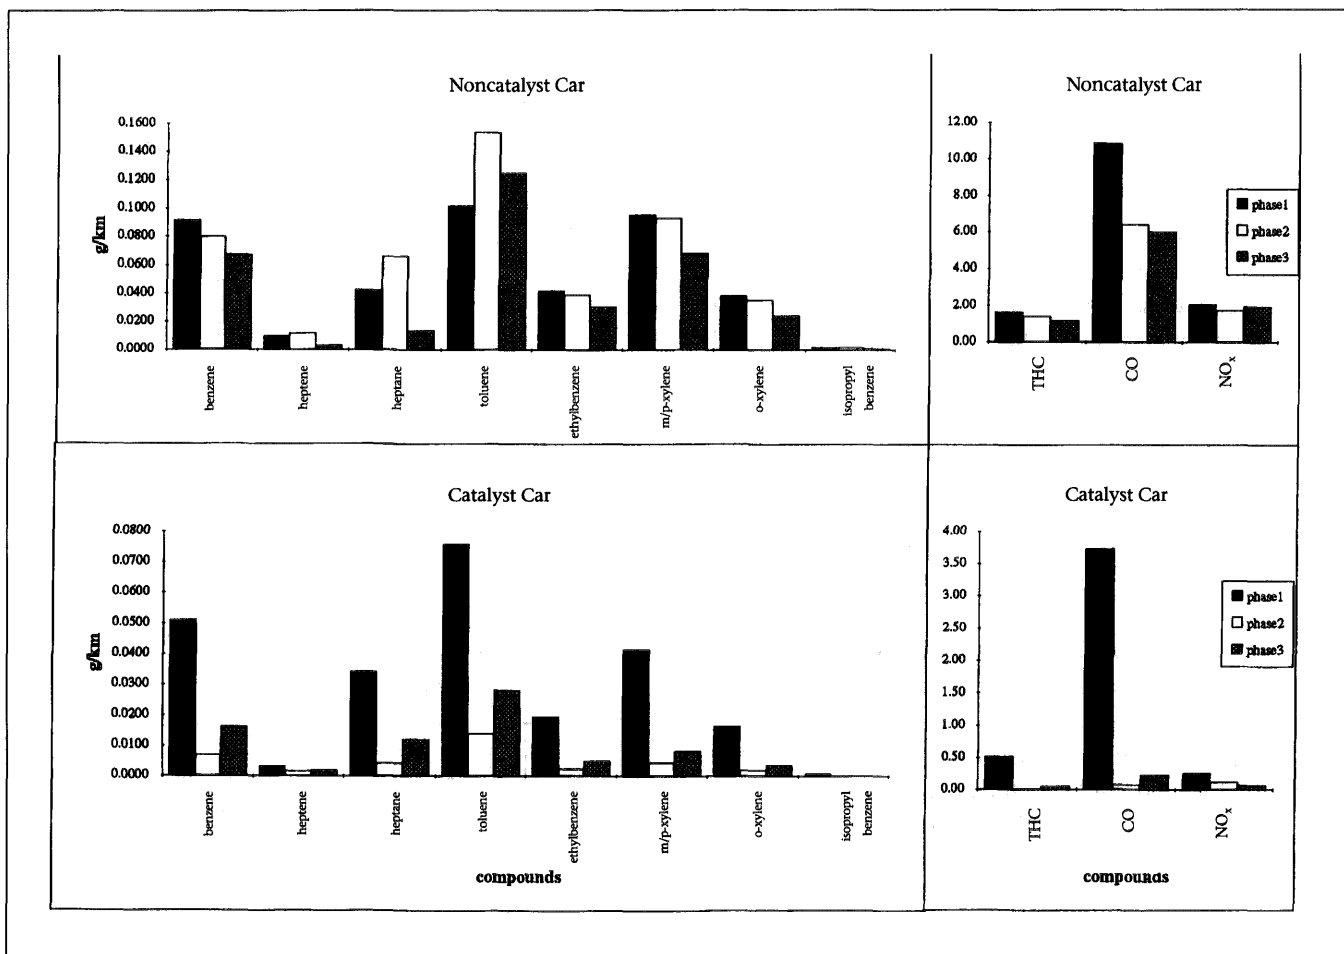 Noncatalyst Car
0.1600
0.1400
0.1200
0.1000
0.0800
0.0600
0.0400
0.0200
0.0000
g/km
benzene
heptene
heptane
toluene
ethylbenzene
m/p-xylene
o-xylene
isopropyl
benzene
Noncatalyst Car
12.00
10.00
8.00
6.00
4.00
2.00
0.00
phase1
phase2
phase3
THC
CO
NOx
Catalyst Car
0.0800
0.0700
0.0600
0.0500
0.0400
0.0300
0.0200
0.0100
0.0000
g/km
benzene
heptene
heptane
toluene
ethylbenzene
m/p-xylene
o-xylene
isopropyl
benzene
compounds
Catalyst Car
4.00
3.50
3.00
2.50
2.00
1.50
1.00
0.50
0.00
phase1
phase2
phase3
THC
CO
NOx
compounds